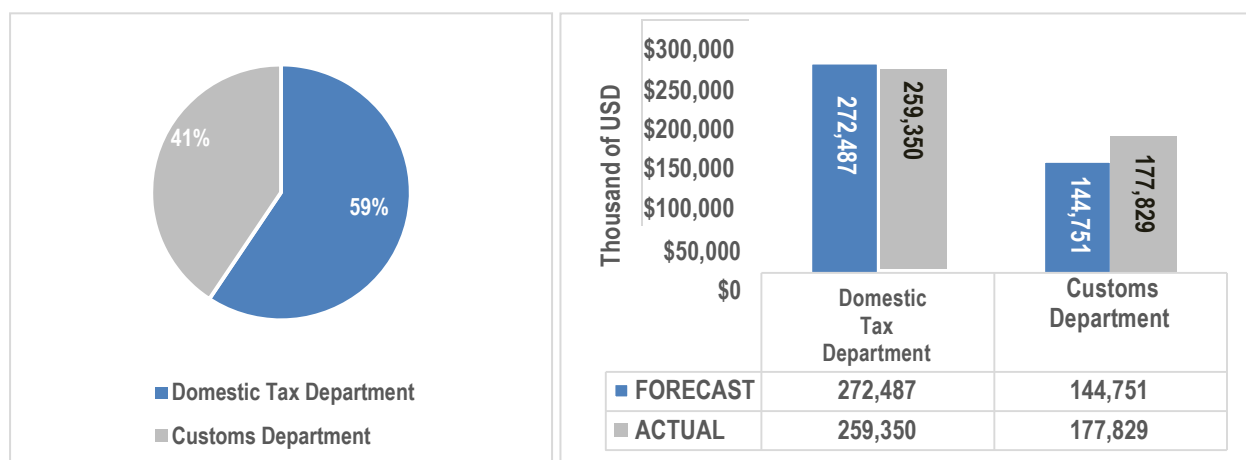 41%
59%
Domestic Tax Department
Customs Department
Thousand of USD
$300,000
$250,000
$200,000
$150,000
$100,000
$50,000
$0
272,487
259,350
144,751
177,829
Domestic
Tax
Department
Customs
Department
FORECAST 272,487 144,751
ACTUAL 259,350 177,829